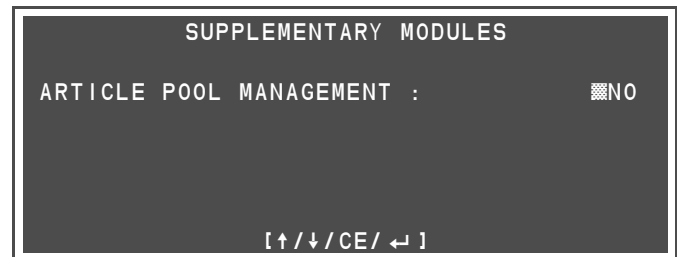 SUPPLEMENTARY MODULES
ARTICLE POOL MANAGEMENT : ▒NO
[↑/↓/CE/↵]